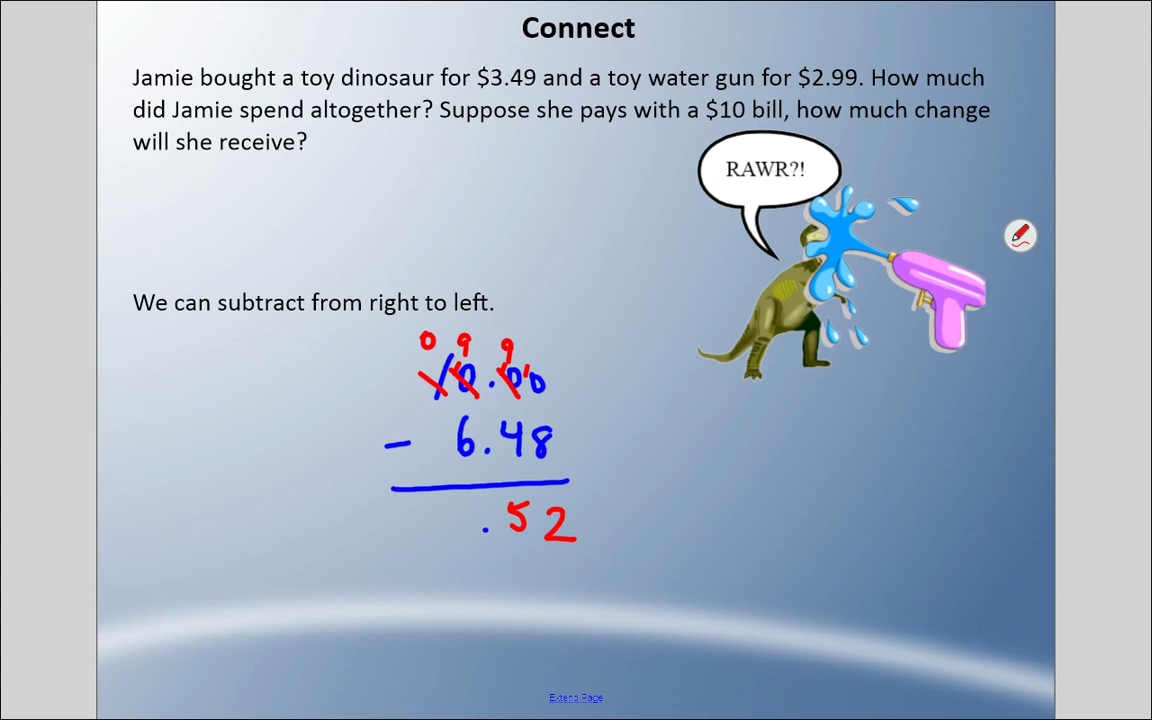 Connect
Jamie bought a toy dinosaur for $3.49 and a toy water gun for $2.99. How much
did Jamie spend altogether? Suppose she pays with a $10 bill, how much change
will she receive?
RAWR?!
We can subtract from right to left.
0 9 9
10.010
- 6.48
.52
Extend Page